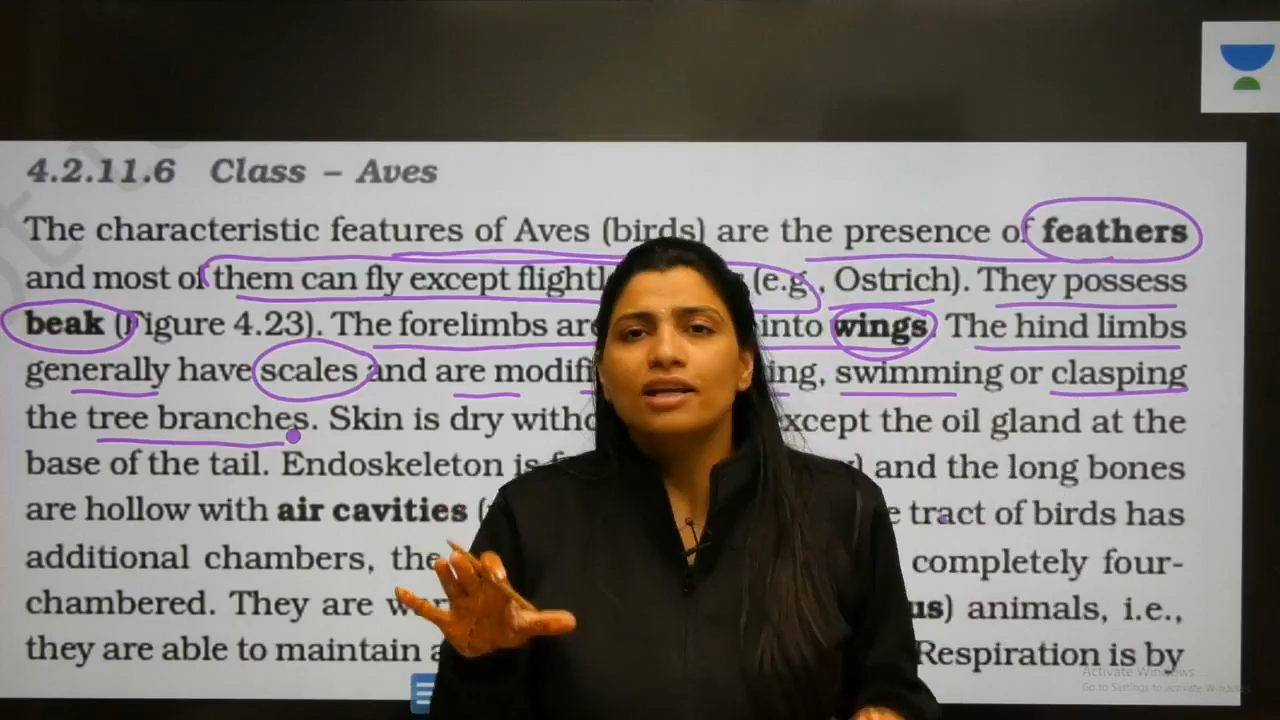 4.2.11.6 Class – Aves
The characteristic features of Aves (birds) are the presence of feathers
and most of them can fly except flightl (e.g., Ostrich). They possess
beak (Figure 4.23). The forelimbs are into wings. The hind limbs
generally have scales and are modifi ing, swimming or clasping
the tree branches. Skin is dry witho except the oil gland at the
base of the tail. Endoskeleton is f y) and the long bones
are hollow with air cavities ( e tract of birds has
additional chambers, the completely four-
chambered. They are war us) animals, i.e.,
they are able to maintain a Respiration is by
Activate Windows
Go to Settings to activate Windows.